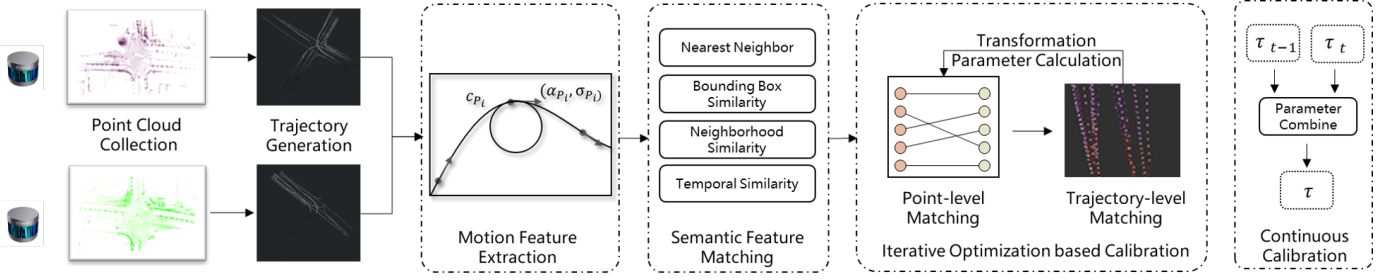 Point Cloud
Collection
Trajectory
Generation
c_{P_i}
(α_{P_i}, σ_{P_i})
Motion Feature
Extraction
Nearest Neighbor
Bounding Box
Similarity
Neighborhood
Similarity
Temporal Similarity
Semantic Feature
Matching
Transformation
Parameter Calculation
Point-level
Matching
Trajectory-level
Matching
Iterative Optimization based Calibration
τ_{t−1}
τ_t
Parameter
Combine
τ
Continuous
Calibration